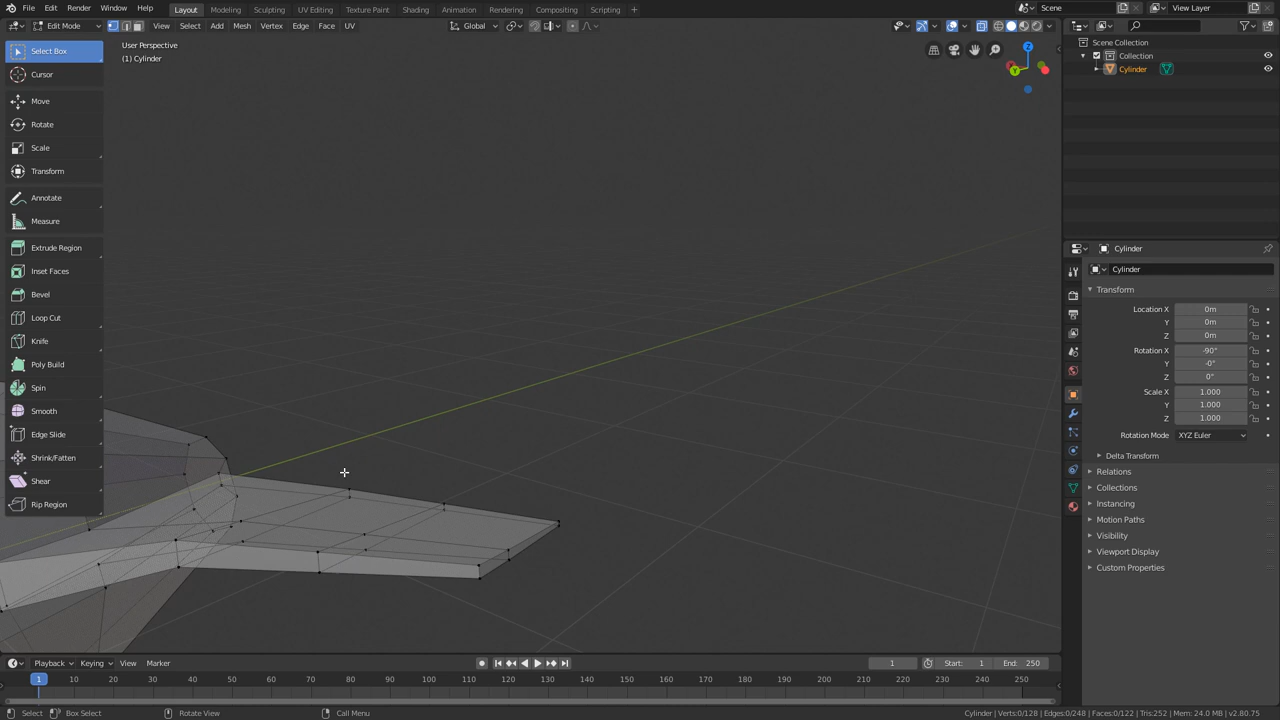 File Edit Render Window Help Layout Modeling Sculpting UV Editing Texture Paint Shading Animation Rendering Compositing Scripting Scene View Layer
Edit Mode View Select Add Mesh Vertex Edge Face UV Global
User Perspective
(1) Cylinder
Select Box
Cursor
Move
Rotate
Scale
Transform
Annotate
Measure
Extrude Region
Inset Faces
Bevel
Loop Cut
Knife
Poly Build
Spin
Smooth
Edge Slide
Shrink/Fatten
Shear
Rip Region
Z
Y
Scene Collection
Collection
Cylinder
Cylinder
Cylinder
Transform
Location X 0m
Y 0m
Z 0m
Rotation X -90°
Y -0°
Z 0°
Scale X 1.000
Y 1.000
Z 1.000
Rotation Mode XYZ Euler
Delta Transform
Relations
Collections
Instancing
Motion Paths
Visibility
Viewport Display
Custom Properties
Playback Keying View Marker 1 Start: 1 End: 250
1 10 20 30 40 50 60 70 80 90 100 110 120 130 140 150 160 170 180 190 200 210 220 230 240 250
Select Box Select Rotate View Call Menu Cylinder | Verts:0/128 | Edges:0/248 | Faces:0/122 | Tris:252 | Mem: 24.0 MB | v2.80.75